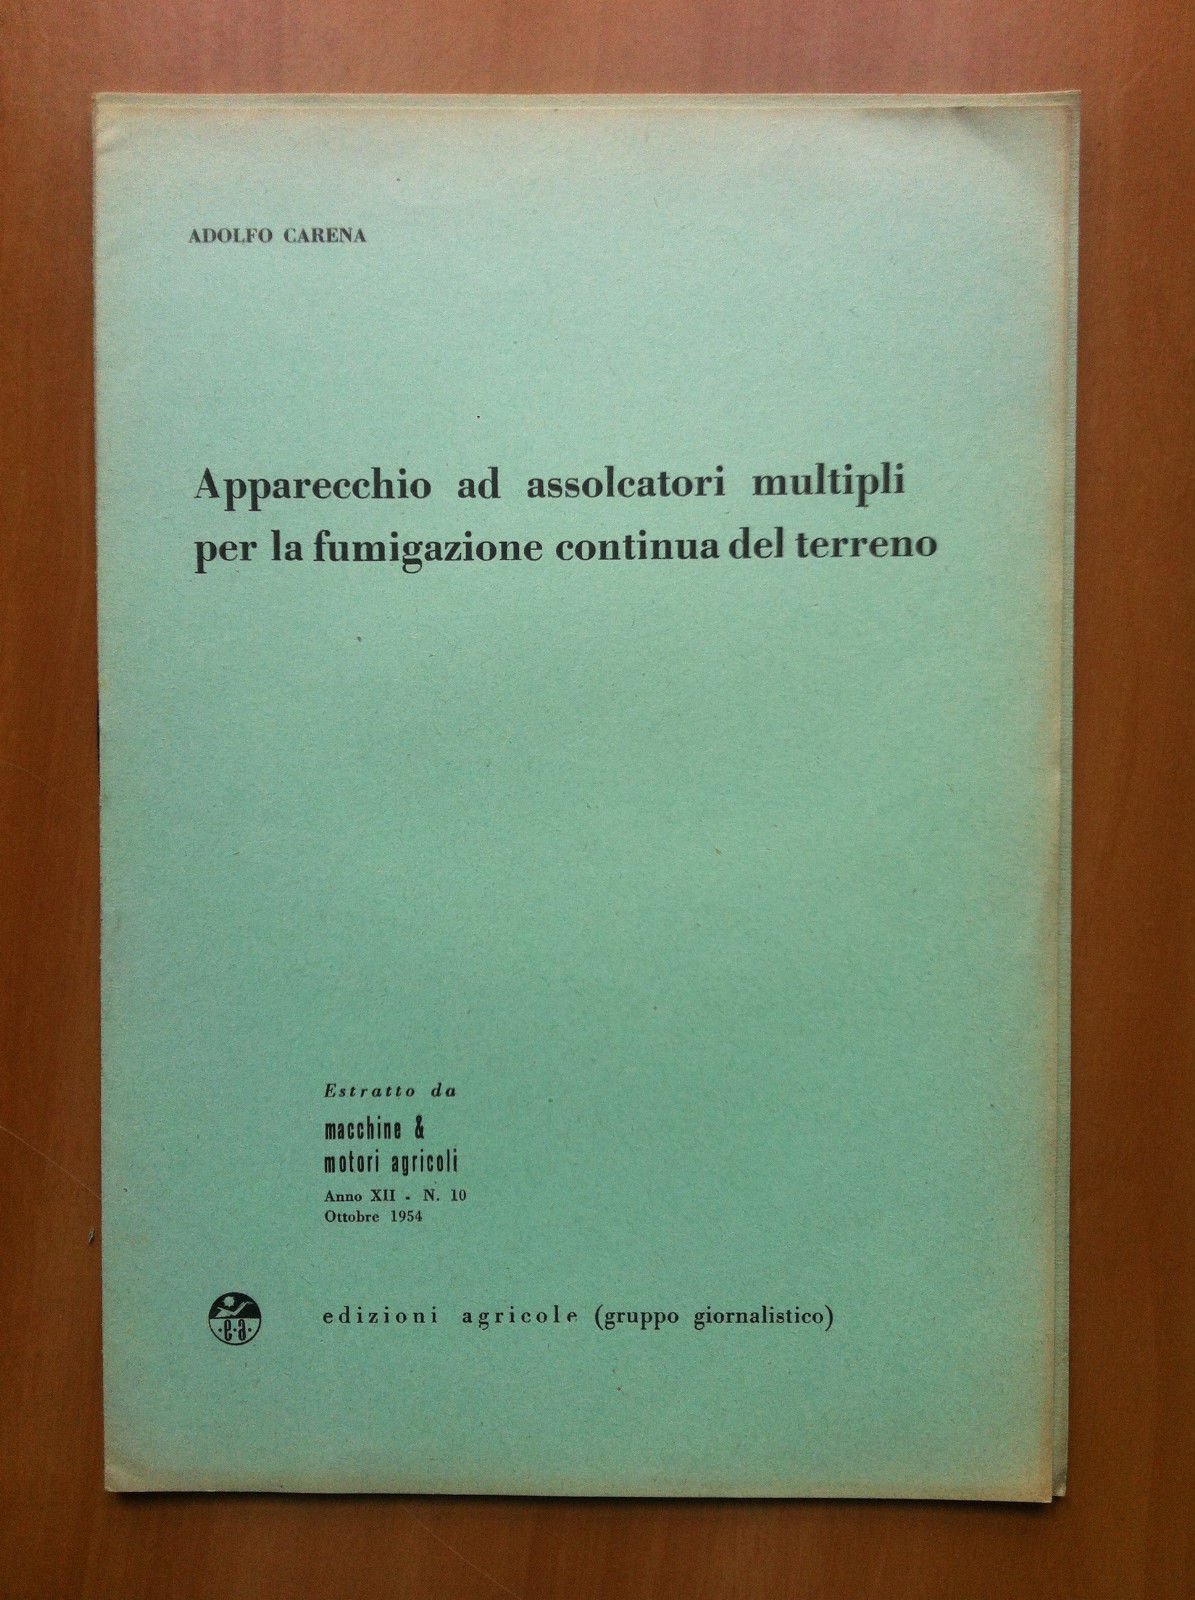 ADOLFO CARENA
Apparecchio ad assolcatori multipli
per la fumigazione continua del terreno
Estratto da
macchine &
motori agricoli
Anno XII - N. 10
Ottobre 1954
·e·a·
edizioni agricole (gruppo giornalistico)